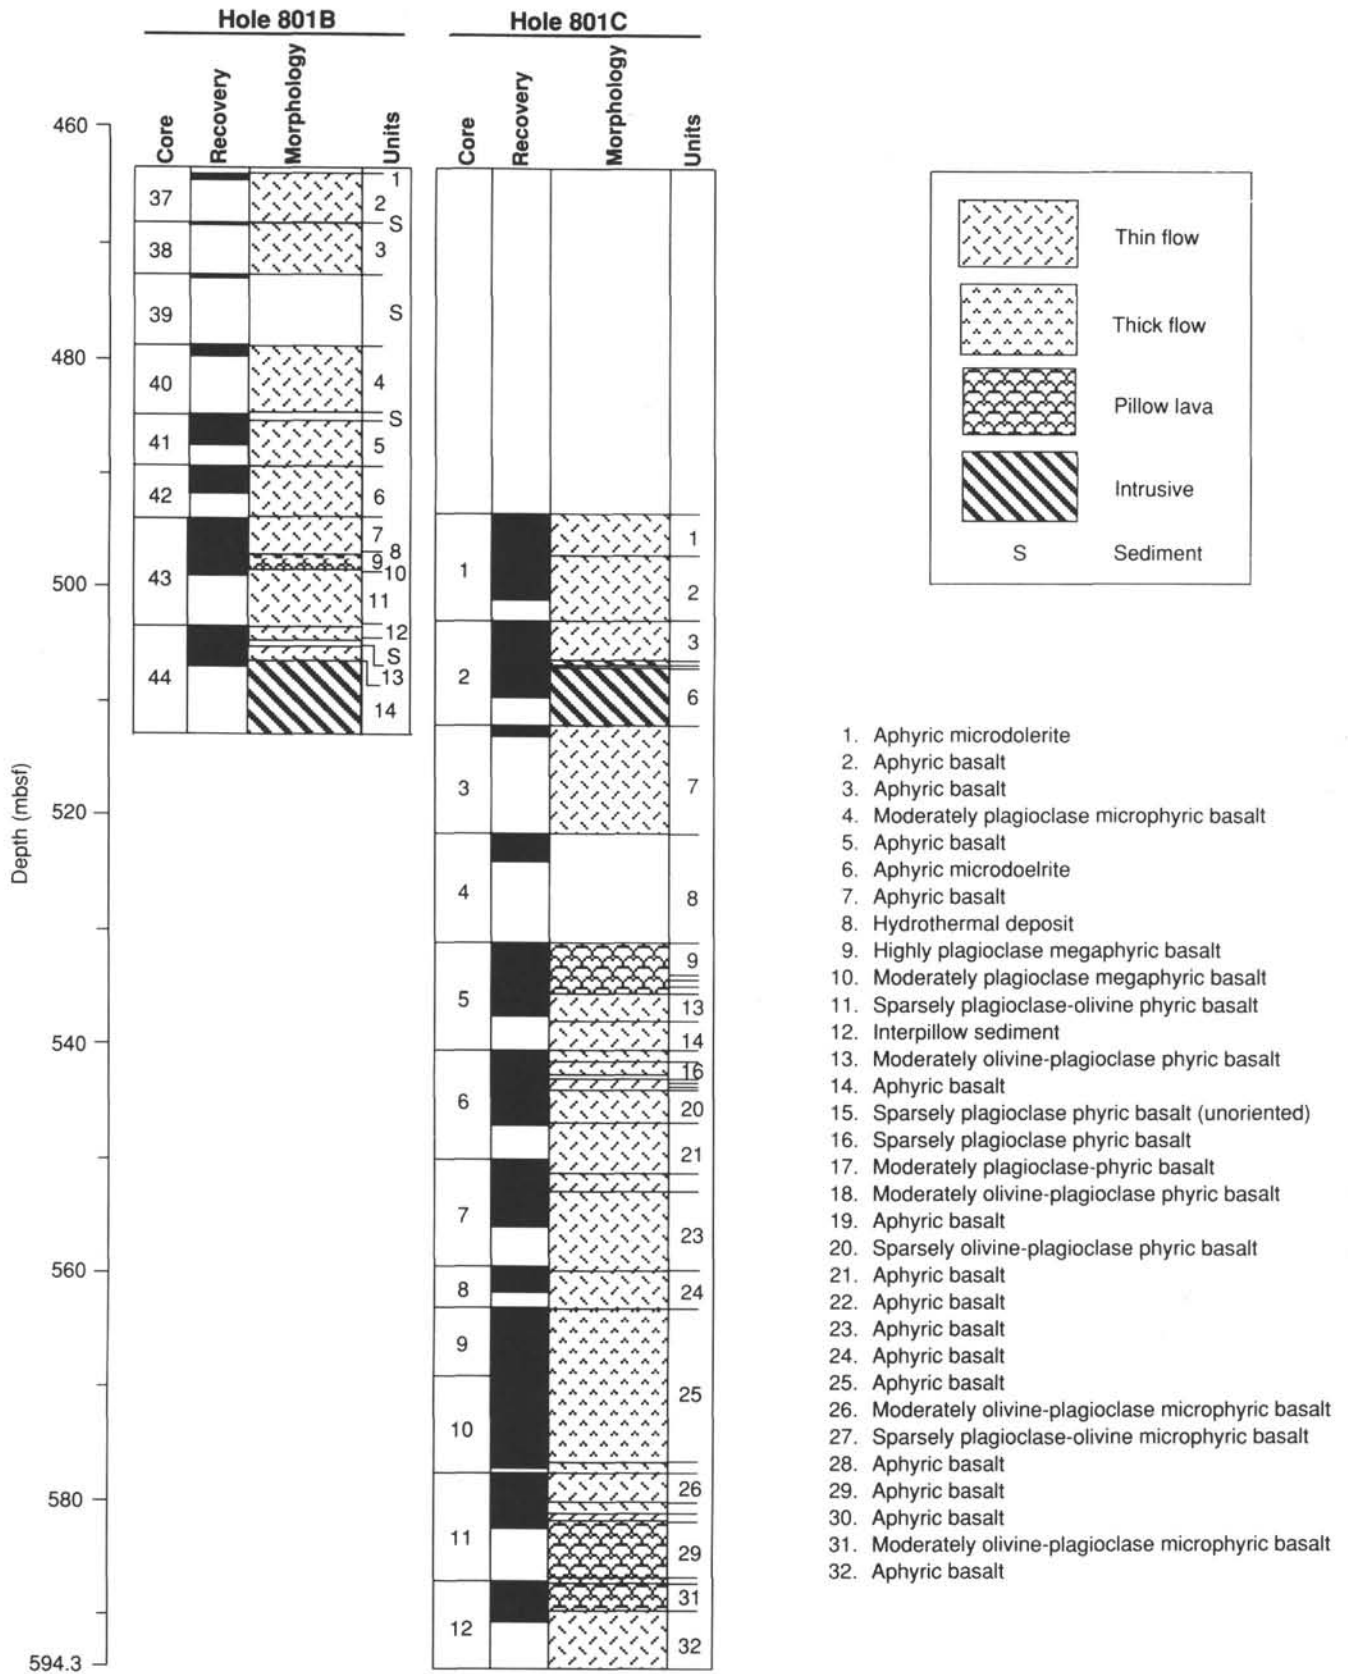 Hole 801B
Hole 801C
Core
Recovery
Morphology
Units
Core
Recovery
Morphology
Units
Depth (mbsf)
460
480
500
520
540
560
580
594.3
37
38
39
40
41
42
43
44
1
2
S
3
S
4
S
5
6
7
8
9
10
11
12
S
13
14
1
2
3
4
5
6
7
8
9
10
11
12
1
2
3
6
7
8
9
13
14
16
20
21
23
24
25
26
29
31
32
Thin flow
Thick flow
Pillow lava
Intrusive
S Sediment
1. Aphyric microdolerite
2. Aphyric basalt
3. Aphyric basalt
4. Moderately plagioclase microphyric basalt
5. Aphyric basalt
6. Aphyric microdoelrite
7. Aphyric basalt
8. Hydrothermal deposit
9. Highly plagioclase megaphyric basalt
10. Moderately plagioclase megaphyric basalt
11. Sparsely plagioclase-olivine phyric basalt
12. Interpillow sediment
13. Moderately olivine-plagioclase phyric basalt
14. Aphyric basalt
15. Sparsely plagioclase phyric basalt (unoriented)
16. Sparsely plagioclase phyric basalt
17. Moderately plagioclase-phyric basalt
18. Moderately olivine-plagioclase phyric basalt
19. Aphyric basalt
20. Sparsely olivine-plagioclase phyric basalt
21. Aphyric basalt
22. Aphyric basalt
23. Aphyric basalt
24. Aphyric basalt
25. Aphyric basalt
26. Moderately olivine-plagioclase microphyric basalt
27. Sparsely plagioclase-olivine microphyric basalt
28. Aphyric basalt
29. Aphyric basalt
30. Aphyric basalt
31. Moderately olivine-plagioclase microphyric basalt
32. Aphyric basalt